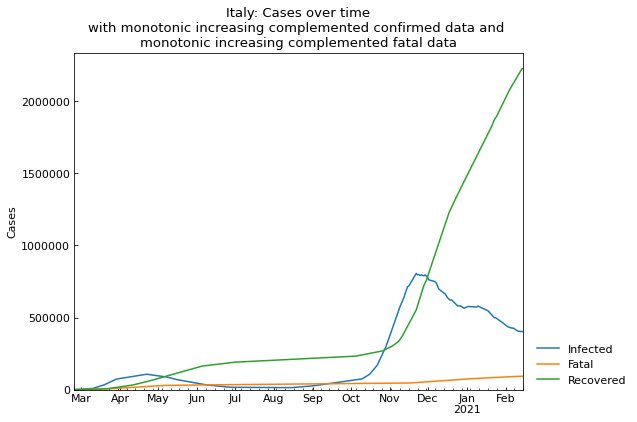 Italy: Cases over time
with monotonic increasing complemented confirmed data and
monotonic increasing complemented fatal data
Cases
2000000
1500000
1000000
500000
0
Mar Apr May Jun Jul Aug Sep Oct Nov Dec Jan Feb
2021
Infected
Fatal
Recovered